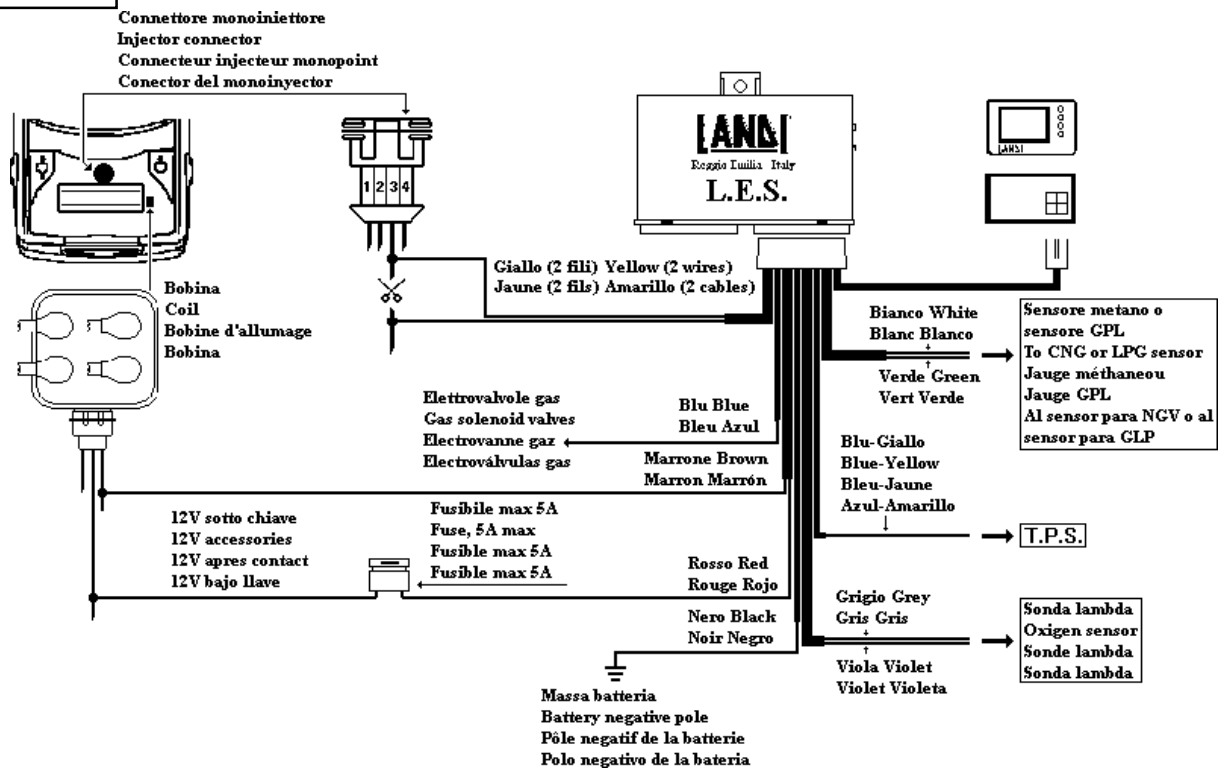 Connettore monoiniettore
Injector connector
Connecteur injecteur monopoint
Conector del monoinyector
1 2 3 4
LANDI
Reggio Emilia Italy
L.E.S.
LANDI
Giallo (2 fili) Yellow (2 wires)
Jaune (2 fils) Amarillo (2 cables)
Bobina
Coil
Bobine d'allumage
Bobina
Bianco White
Blanc Blanco
Verde Green
Vert Verde
Sensore metano o
sensore GPL
To CNG or LPG sensor
Jauge méthaneou
Jauge GPL
Al sensor para NGV o al
sensor para GLP
Elettrovalvole gas
Gas solenoid valves
Electrovanne gaz
Electroválvulas gas
Blu Blue
Bleu Azul
Marrone Brown
Marron Marrón
Blu-Giallo
Blue-Yellow
Bleu-Jaune
Azul-Amarillo
T.P.S.
12V sotto chiave
12V accessories
12V apres contact
12V bajo llave
Fusibile max 5A
Fuse, 5A max
Fusible max 5A
Fusible max 5A
Rosso Red
Rouge Rojo
Nero Black
Noir Negro
Grigio Grey
Gris Gris
Viola Violet
Violet Violeta
Sonda lambda
Oxigen sensor
Sonde lambda
Sonda lambda
Massa batteria
Battery negative pole
Pôle negatif de la batterie
Polo negativo de la bateria